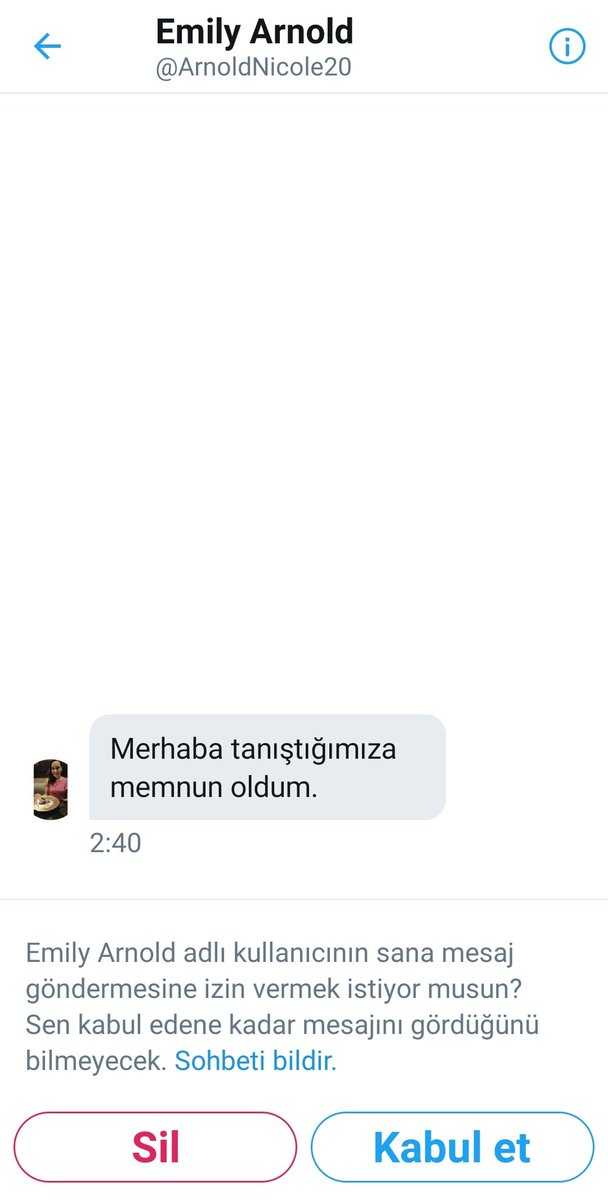 Emily Arnold
@ArnoldNicole20
Merhaba tanıştığımıza
memnun oldum.
2:40
Emily Arnold adlı kullanıcının sana mesaj
göndermesine izin vermek istiyor musun?
Sen kabul edene kadar mesajını gördüğünü
bilmeyecek. Sohbeti bildir.
Sil
Kabul et